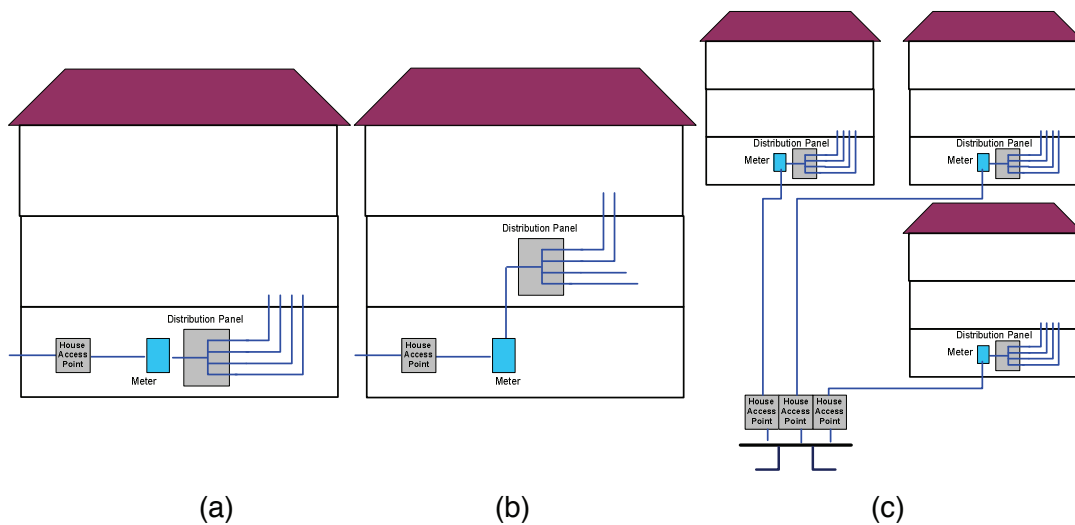 Distribution Panel
House
Access
Point
Meter
(a)
Distribution Panel
House
Access
Point
Meter
(b)
Distribution Panel
Meter
Distribution Panel
Meter
Distribution Panel
Meter
House
Access
Point
House
Access
Point
House
Access
Point
(c)